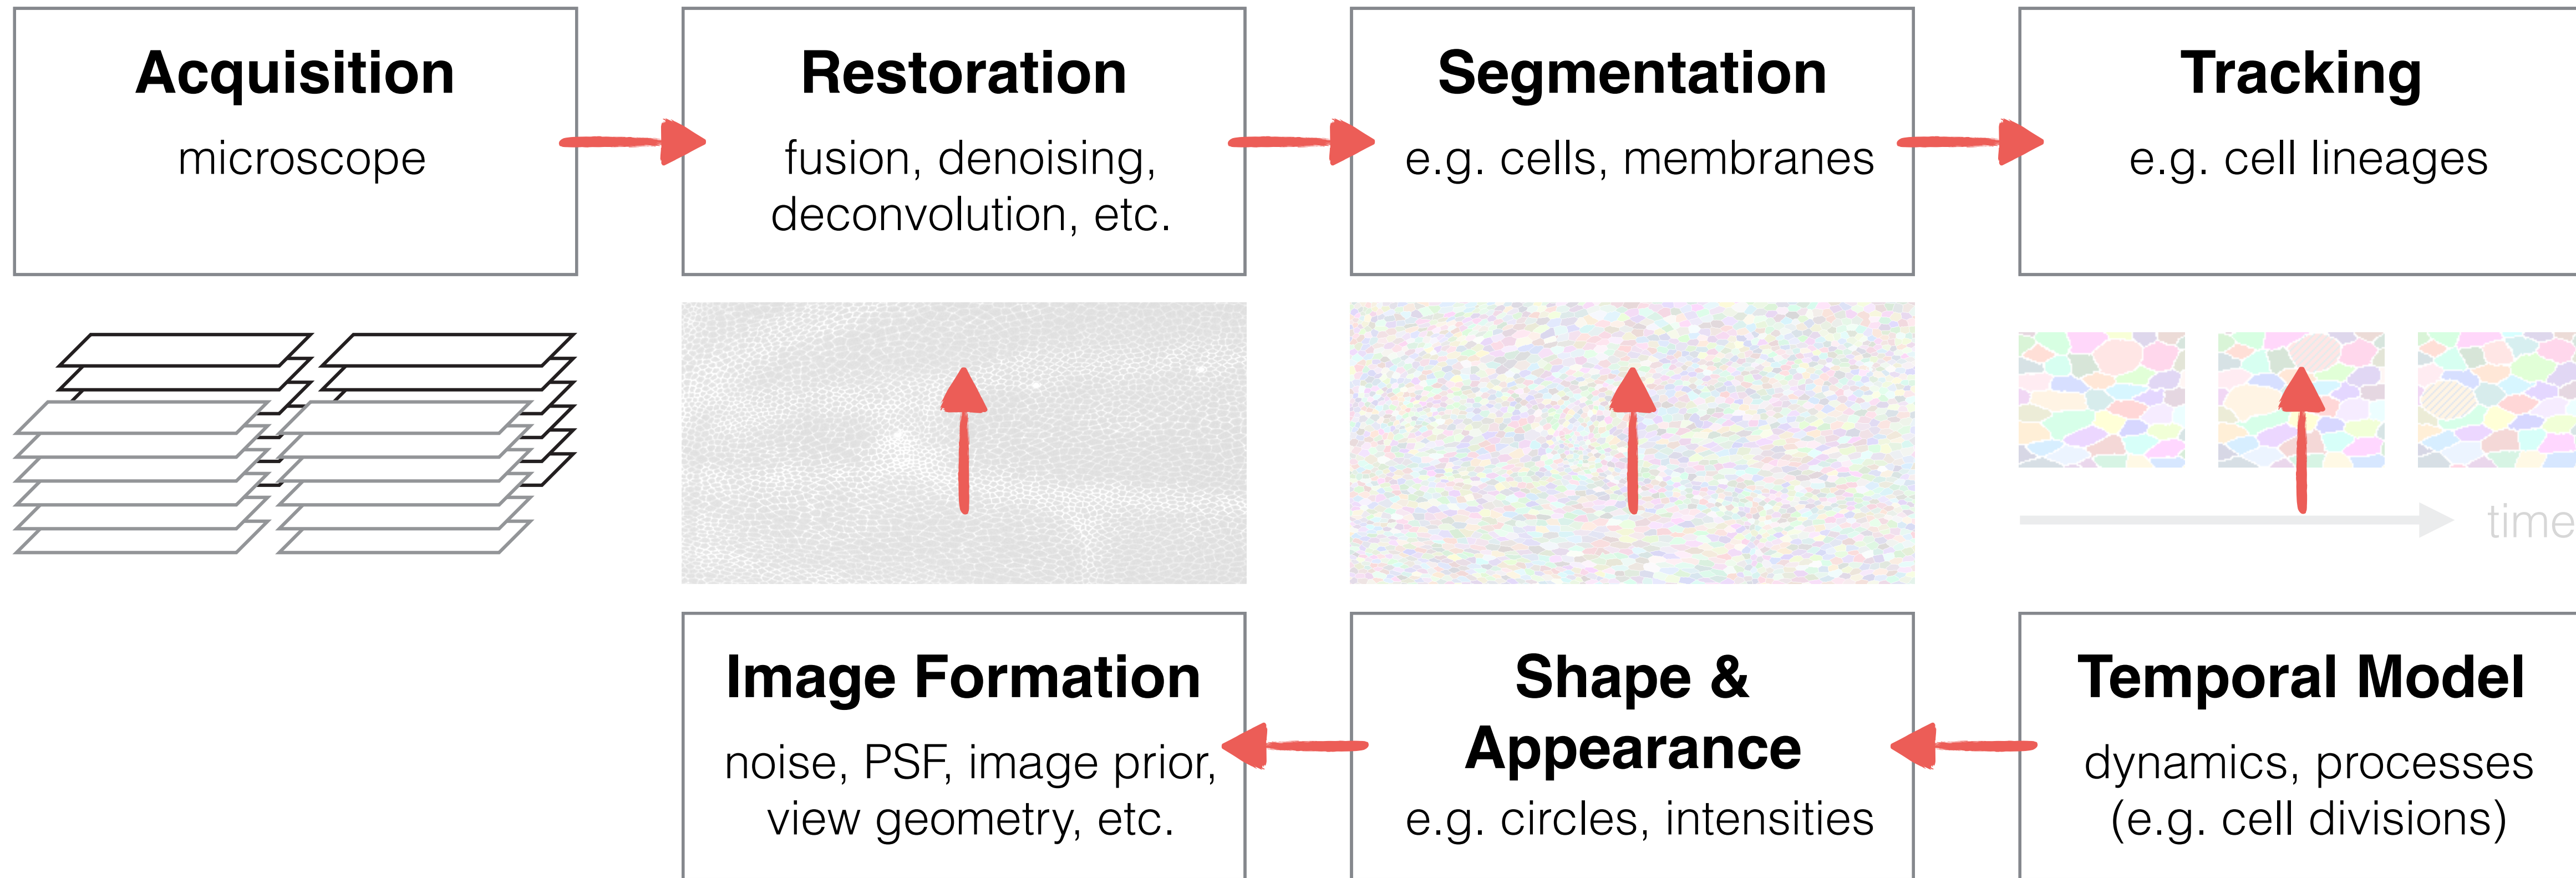 Acquisition
microscope
Restoration
fusion, denoising,
deconvolution, etc.
Segmentation
e.g. cells, membranes
Tracking
e.g. cell lineages
time
Image Formation
noise, PSF, image prior,
view geometry, etc.
Shape &
Appearance
e.g. circles, intensities
Temporal Model
dynamics, processes
(e.g. cell divisions)